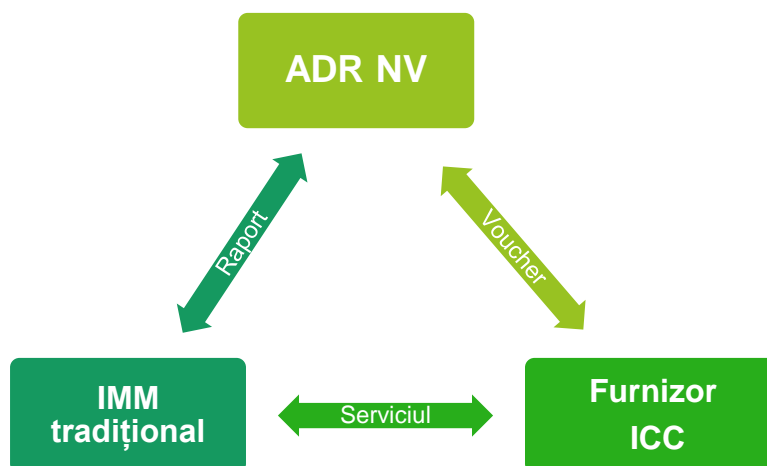 ADR NV
Raport
Voucher
IMM
tradițional
Serviciul
Furnizor
ICC